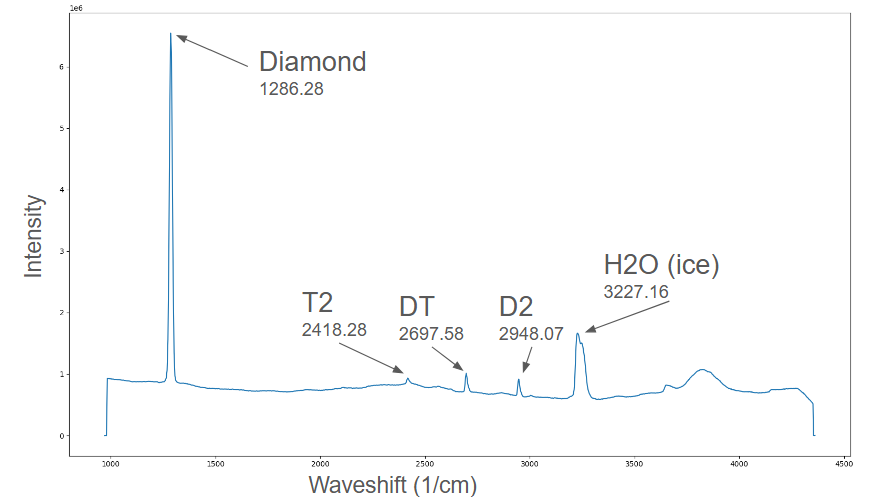 1e6
Diamond
1286.28
6
5
4
3
2
1
0
Intensity
T2
2418.28
DT
2697.58
D2
2948.07
H2O (ice)
3227.16
1000 1500 2000 2500 3000 3500 4000 4500
Waveshift (1/cm)